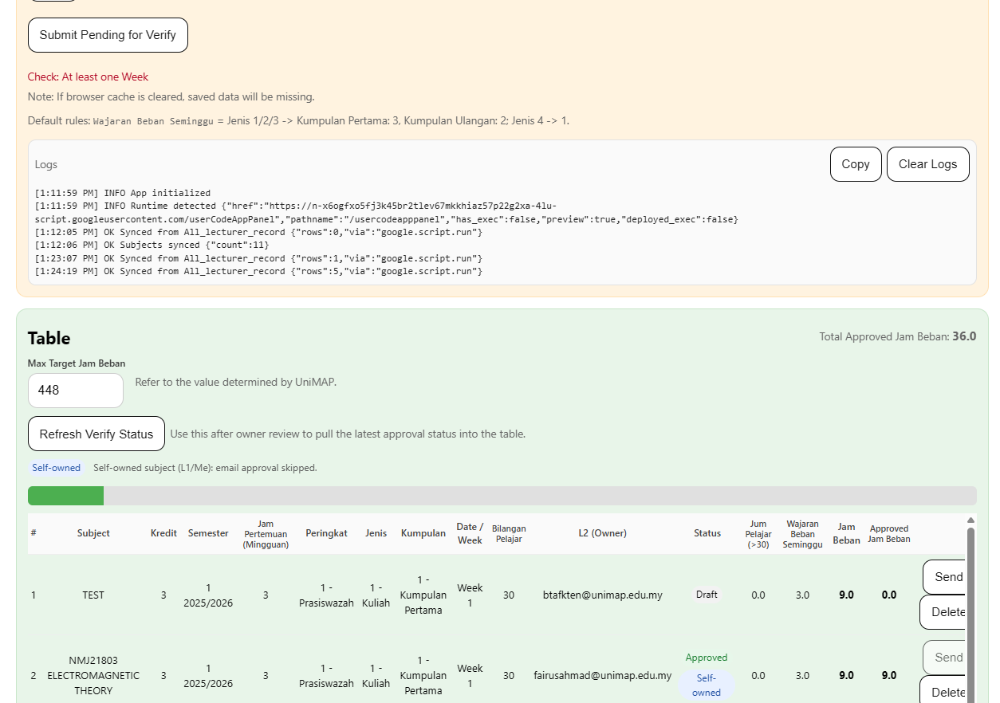 Submit Pending for Verify
Check: At least one Week
Note: If browser cache is cleared, saved data will be missing.
Default rules: Wajaran Beban Seminggu = Jenis 1/2/3 -> Kumpulan Pertama: 3, Kumpulan Ulangan: 2; Jenis 4 -> 1.
Logs
Copy
Clear Logs
[1:11:59 PM] INFO App initialized
[1:11:59 PM] INFO Runtime detected {"href":"https://n-x6ogfxo5fj3k45br2tlev67mkkhiaz57p22g2xa-4lu-
script.googleusercontent.com/userCodeAppPanel","pathname":"/usercodeapppanel","has_exec":false,"preview":true,"deployed_exec":false}
[1:12:05 PM] OK Synced from All_lecturer_record {"rows":0,"via":"google.script.run"}
[1:12:06 PM] OK Subjects synced {"count":11}
[1:23:07 PM] OK Synced from All_lecturer_record {"rows":1,"via":"google.script.run"}
[1:24:19 PM] OK Synced from All_lecturer_record {"rows":5,"via":"google.script.run"}
Table
Total Approved Jam Beban: 36.0
Max Target Jam Beban
448
Refer to the value determined by UniMAP.
Refresh Verify Status
Use this after owner review to pull the latest approval status into the table.
Self-owned
Self-owned subject (L1/Me): email approval skipped.
#
Subject
Kredit
Semester
Jam
Pertemuan
(Mingguan)
Peringkat
Jenis
Kumpulan
Date /
Week
Bilangan
Pelajar
L2 (Owner)
Status
Jum
Pelajar
(>30)
Wajaran
Beban
Seminggu
Jam
Beban
Approved
Jam Beban
1
TEST
3
1
2025/2026
3
1 -
Prasiswazah
1 -
Kuliah
1 -
Kumpulan
Pertama
Week
1
30
btafkten@unimap.edu.my
Draft
0.0
3.0
9.0
0.0
Send
Delete
2
NMJ21803
ELECTROMAGNETIC
THEORY
3
1
2025/2026
3
1 -
Prasiswazah
1 -
Kuliah
1 -
Kumpulan
Pertama
Week
1
30
fairusahmad@unimap.edu.my
Approved
Self-
owned
0.0
3.0
9.0
9.0
Send
Delete